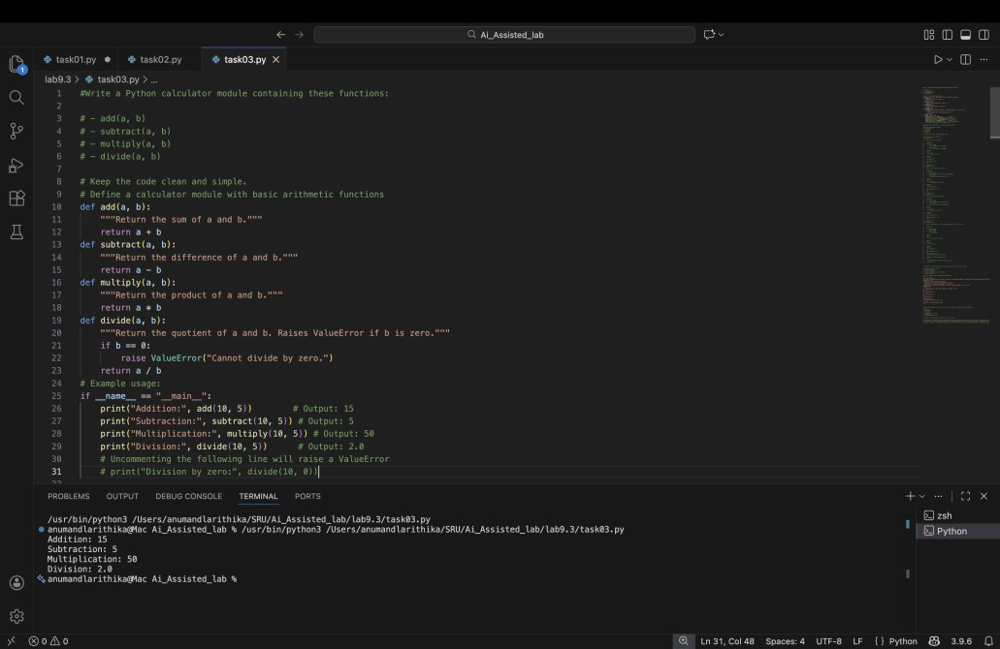 Ai_Assisted_lab
task01.py
task02.py
task03.py
lab9.3 > task03.py > ...
1 #Write a Python calculator module containing these functions:
2
3 # - add(a, b)
4 # - subtract(a, b)
5 # - multiply(a, b)
6 # - divide(a, b)
7
8 # Keep the code clean and simple.
9 # Define a calculator module with basic arithmetic functions
10 def add(a, b):
11     """Return the sum of a and b."""
12     return a + b
13 def subtract(a, b):
14     """Return the difference of a and b."""
15     return a - b
16 def multiply(a, b):
17     """Return the product of a and b."""
18     return a * b
19 def divide(a, b):
20     """Return the quotient of a and b. Raises ValueError if b is zero."""
21     if b == 0:
22         raise ValueError("Cannot divide by zero.")
23     return a / b
24 # Example usage:
25 if __name__ == "__main__":
26     print("Addition:", add(10, 5))        # Output: 15
27     print("Subtraction:", subtract(10, 5)) # Output: 5
28     print("Multiplication:", multiply(10, 5)) # Output: 50
29     print("Division:", divide(10, 5))      # Output: 2.0
30     # Uncommenting the following line will raise a ValueError
31     # print("Division by zero:", divide(10, 0))
PROBLEMS OUTPUT DEBUG CONSOLE TERMINAL PORTS
/usr/bin/python3 /Users/anumandlarithika/SRU/Ai_Assisted_lab/lab9.3/task03.py
anumandlarithika@Mac Ai_Assisted_lab % /usr/bin/python3 /Users/anumandlarithika/SRU/Ai_Assisted_lab/lab9.3/task03.py
Addition: 15
Subtraction: 5
Multiplication: 50
Division: 2.0
anumandlarithika@Mac Ai_Assisted_lab %
zsh
Python
1
0 0
Ln 31, Col 48 Spaces: 4 UTF-8 LF {} Python 3.9.6